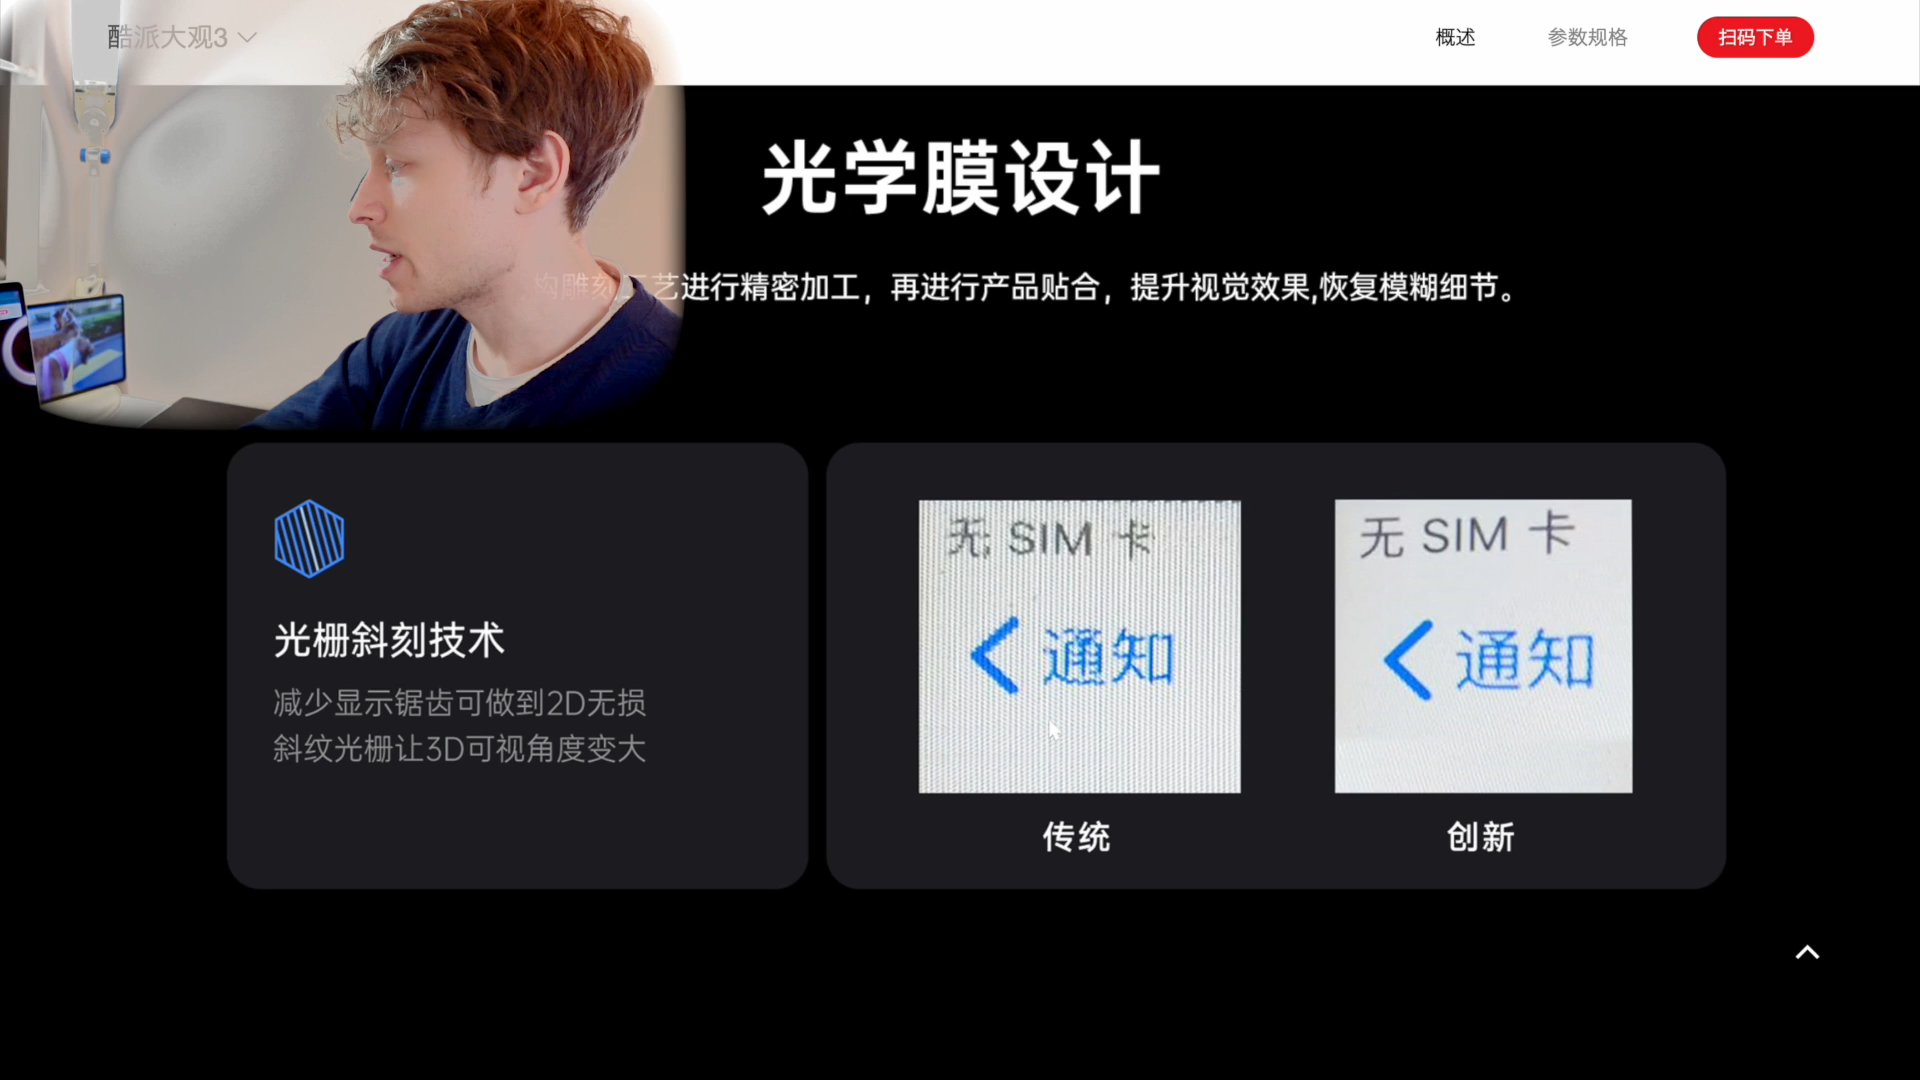 酷派大观3
概述
参数规格
扫码下单
光学膜设计
构雕刻工艺进行精密加工，再进行产品贴合，提升视觉效果,恢复模糊细节。
光栅斜刻技术
减少显示锯齿可做到2D无损
斜纹光栅让3D可视角度变大
无 SIM 卡
通知
传统
无 SIM 卡
通知
创新